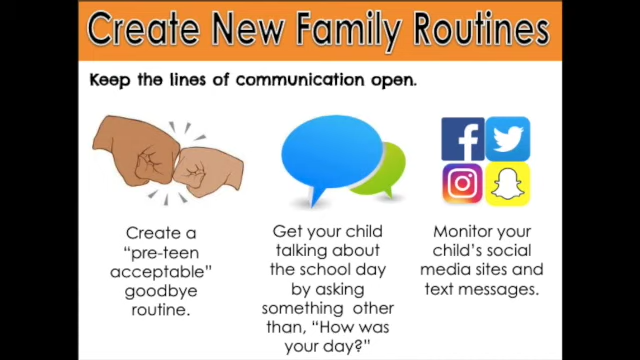 Create New Family Routines
Keep the lines of communication open.
Create a
"pre-teen
acceptable"
goodbye
routine.
Get your child
talking about
the school day
by asking
something other
than, "How was
your day?"
Monitor your
child's social
media sites and
text messages.